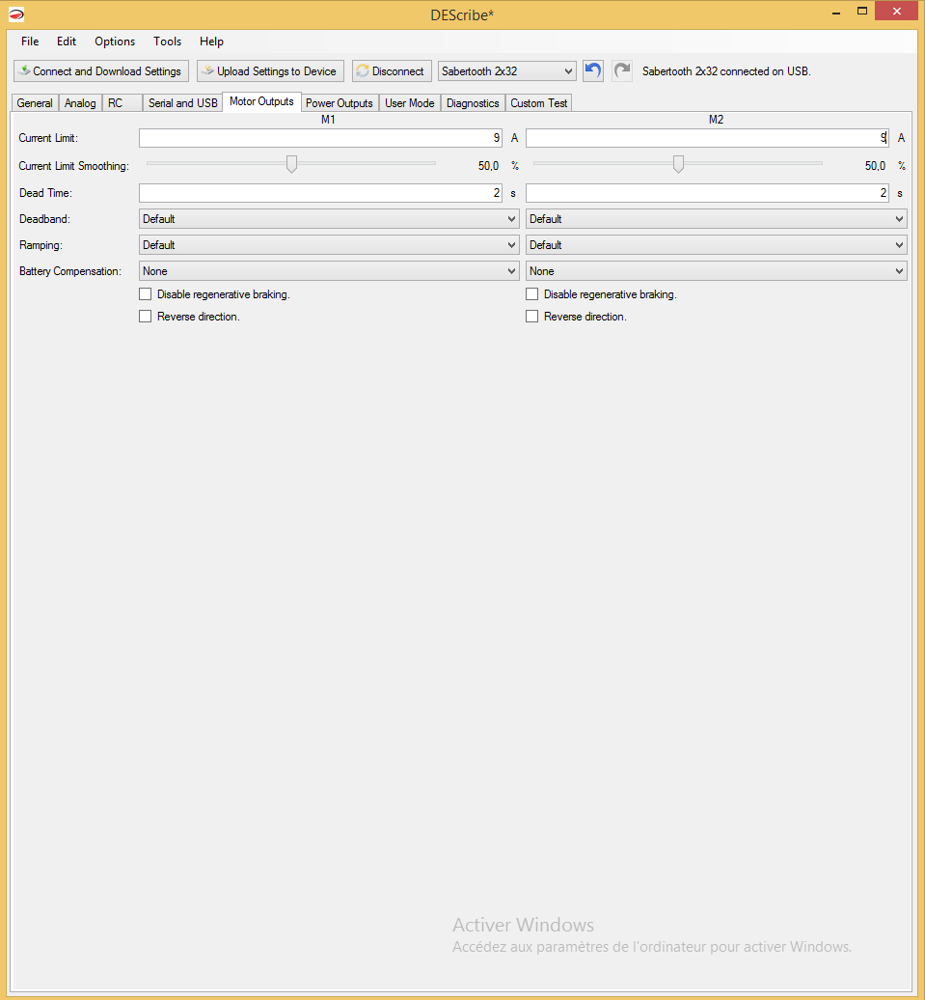 DEScribe*
File Edit Options Tools Help
Connect and Download Settings Upload Settings to Device Disconnect Sabertooth 2x32 Sabertooth 2x32 connected on USB.
General Analog RC Serial and USB Motor Outputs Power Outputs User Mode Diagnostics Custom Test
M1 M2
Current Limit: 9 A 9 A
Current Limit Smoothing: 50,0 % 50,0 %
Dead Time: 2 s 2 s
Deadband: Default Default
Ramping: Default Default
Battery Compensation: None None
Disable regenerative braking. Disable regenerative braking.
Reverse direction. Reverse direction.
Activer Windows
Accédez aux paramètres de l'ordinateur pour activer Windows.